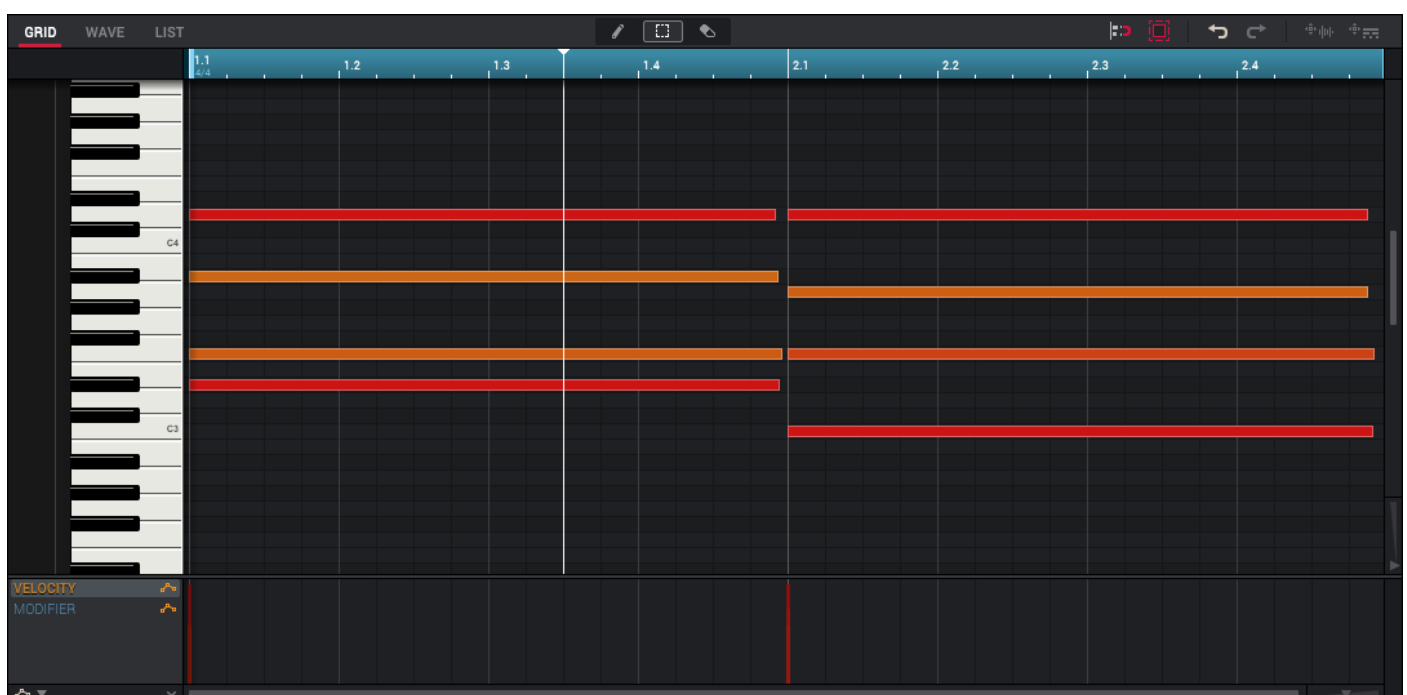 GRID WAVE LIST
1.1 1.2 1.3 1.4 2.1 2.2 2.3 2.4
4/4
C4
C3
VELOCITY
MODIFIER